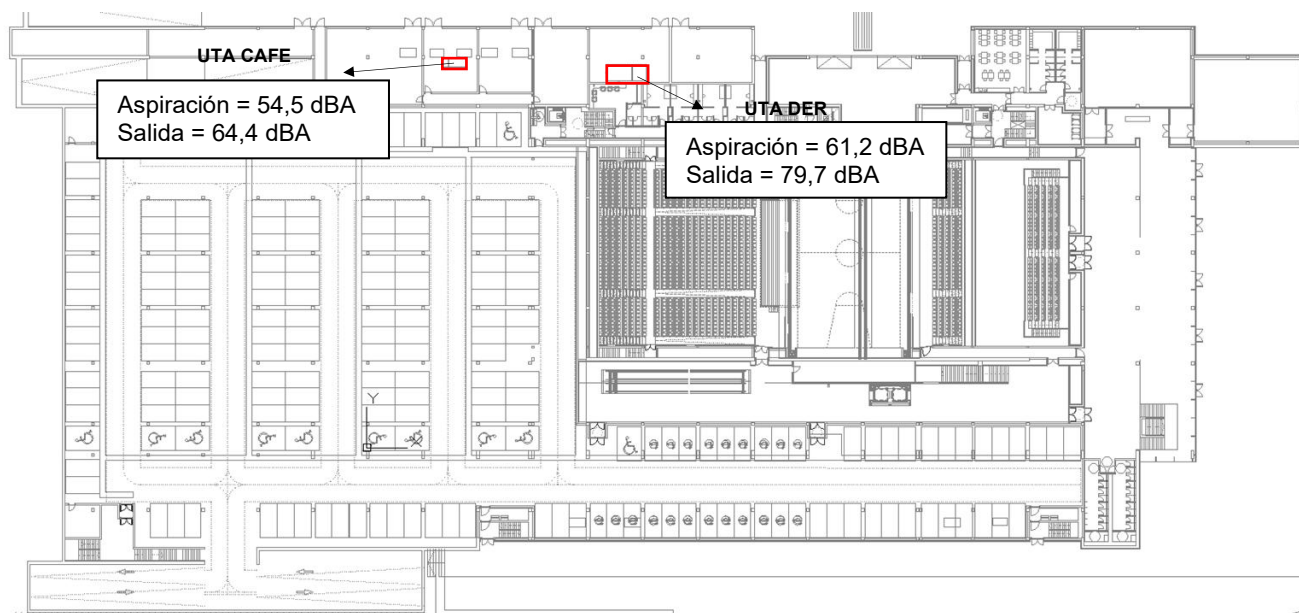 UTA CAFE
Aspiración = 54,5 dBA
Salida = 64,4 dBA
UTA DER
Aspiración = 61,2 dBA
Salida = 79,7 dBA
Y
X